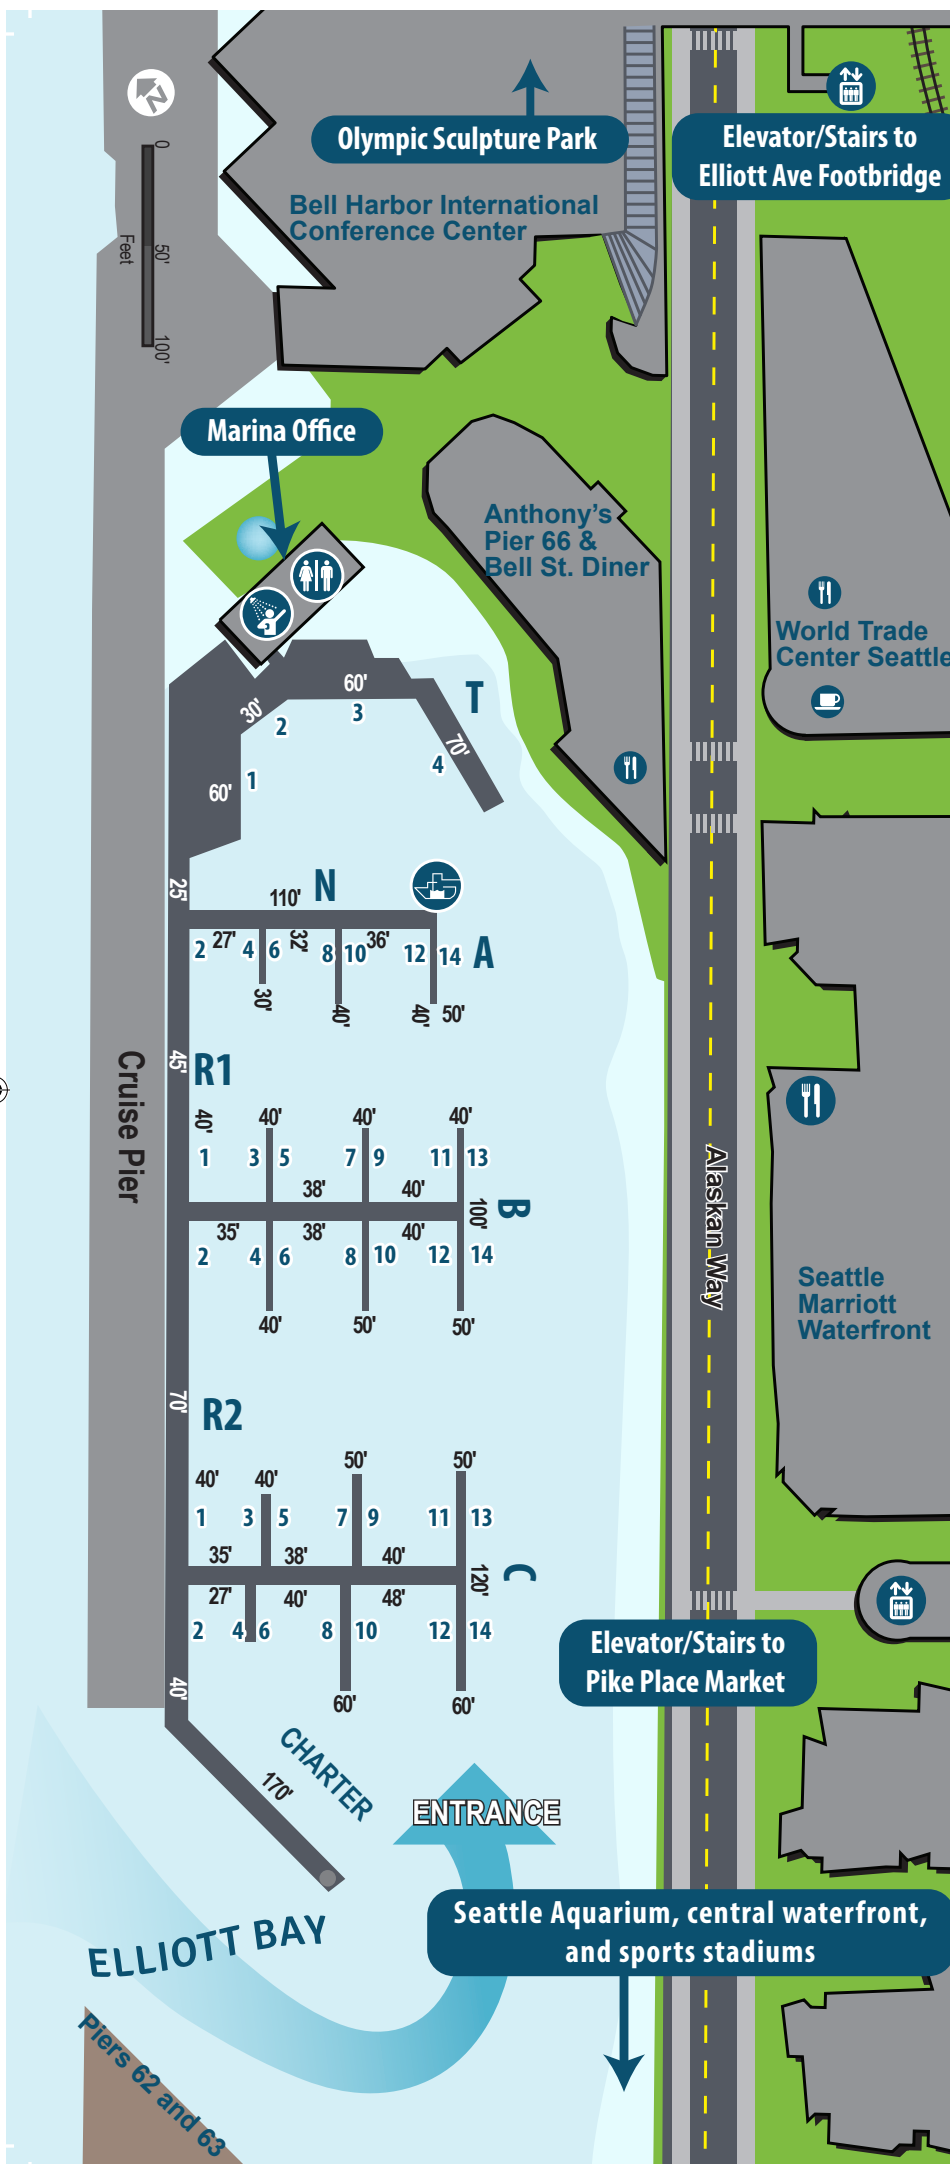 Olympic Sculpture Park
Elevator/Stairs to
Elliott Ave Footbridge
N
0
50'
100'
Feet
Bell Harbor International
Conference Center
Marina Office
Anthony's
Pier 66 &
Bell St. Diner
World Trade
Center Seattle
T
60'
30'
2
3
70'
4
1
60'
25'
N
110'
A
2
27'
4
6
32'
8
10
36'
12
14
30'
40'
40'
50'
Cruise Pier
45'
R1
40'
40'
40'
40'
1
3
5
7
9
11
13
38'
40'
100'
B
35'
38'
40'
2
4
6
8
10
12
14
40'
50'
50'
Alaskan Way
Seattle
Marriott
Waterfront
70'
R2
50'
50'
40'
40'
1
3
5
7
9
11
13
35'
38'
40'
120'
C
27'
40'
48'
2
4
6
8
10
12
14
60'
60'
40'
Elevator/Stairs to
Pike Place Market
CHARTER
170'
ENTRANCE
Seattle Aquarium, central waterfront,
and sports stadiums
ELLIOTT BAY
Piers 62 and 63